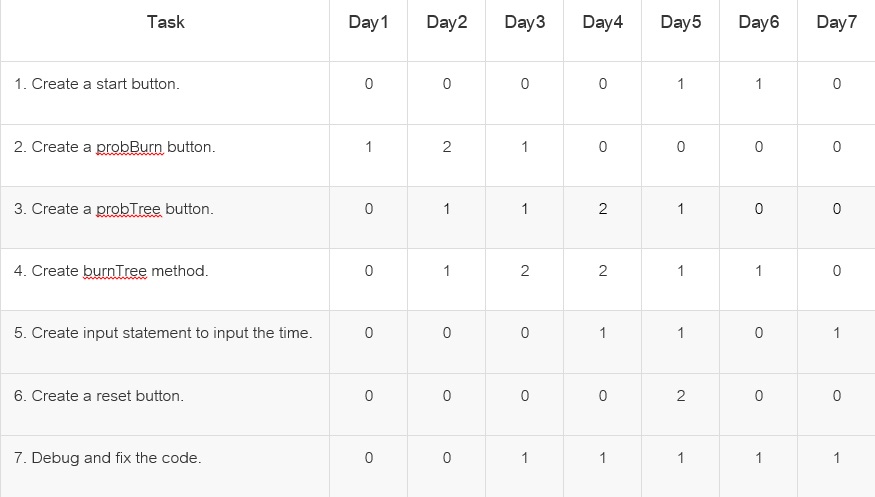 Task Day1 Day2 Day3 Day4 Day5 Day6 Day7
1. Create a start button. 0 0 0 0 1 1 0
2. Create a probBurn button. 1 2 1 0 0 0 0
3. Create a probTree button. 0 1 1 2 1 0 0
4. Create burnTree method. 0 1 2 2 1 1 0
5. Create input statement to input the time. 0 0 0 1 1 0 1
6. Create a reset button. 0 0 0 0 2 0 0
7. Debug and fix the code. 0 0 1 1 1 1 1